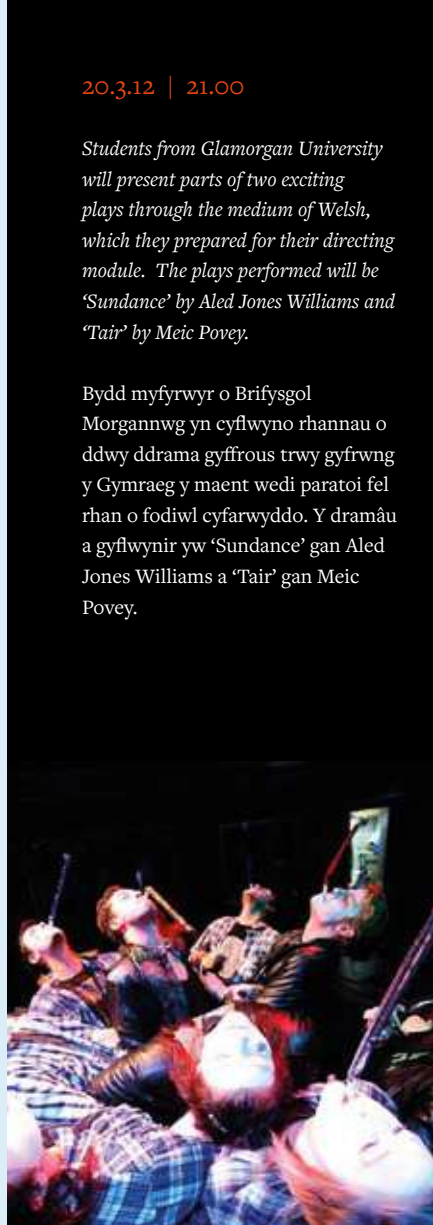 20.3.12 | 21.00
Students from Glamorgan University
will present parts of two exciting
plays through the medium of Welsh,
which they prepared for their directing
module.  The plays performed will be
‘Sundance’ by Aled Jones Williams and
‘Tair’ by Meic Povey.
Bydd myfyrwyr o Brifysgol
Morgannwg yn cyflwyno rhannau o
ddwy ddrama gyffrous trwy gyfrwng
y Gymraeg y maent wedi paratoi fel
rhan o fodiwl cyfarwyddo. Y dramâu
a gyflwynir yw ‘Sundance’ gan Aled
Jones Williams a ‘Tair’ gan Meic
Povey.